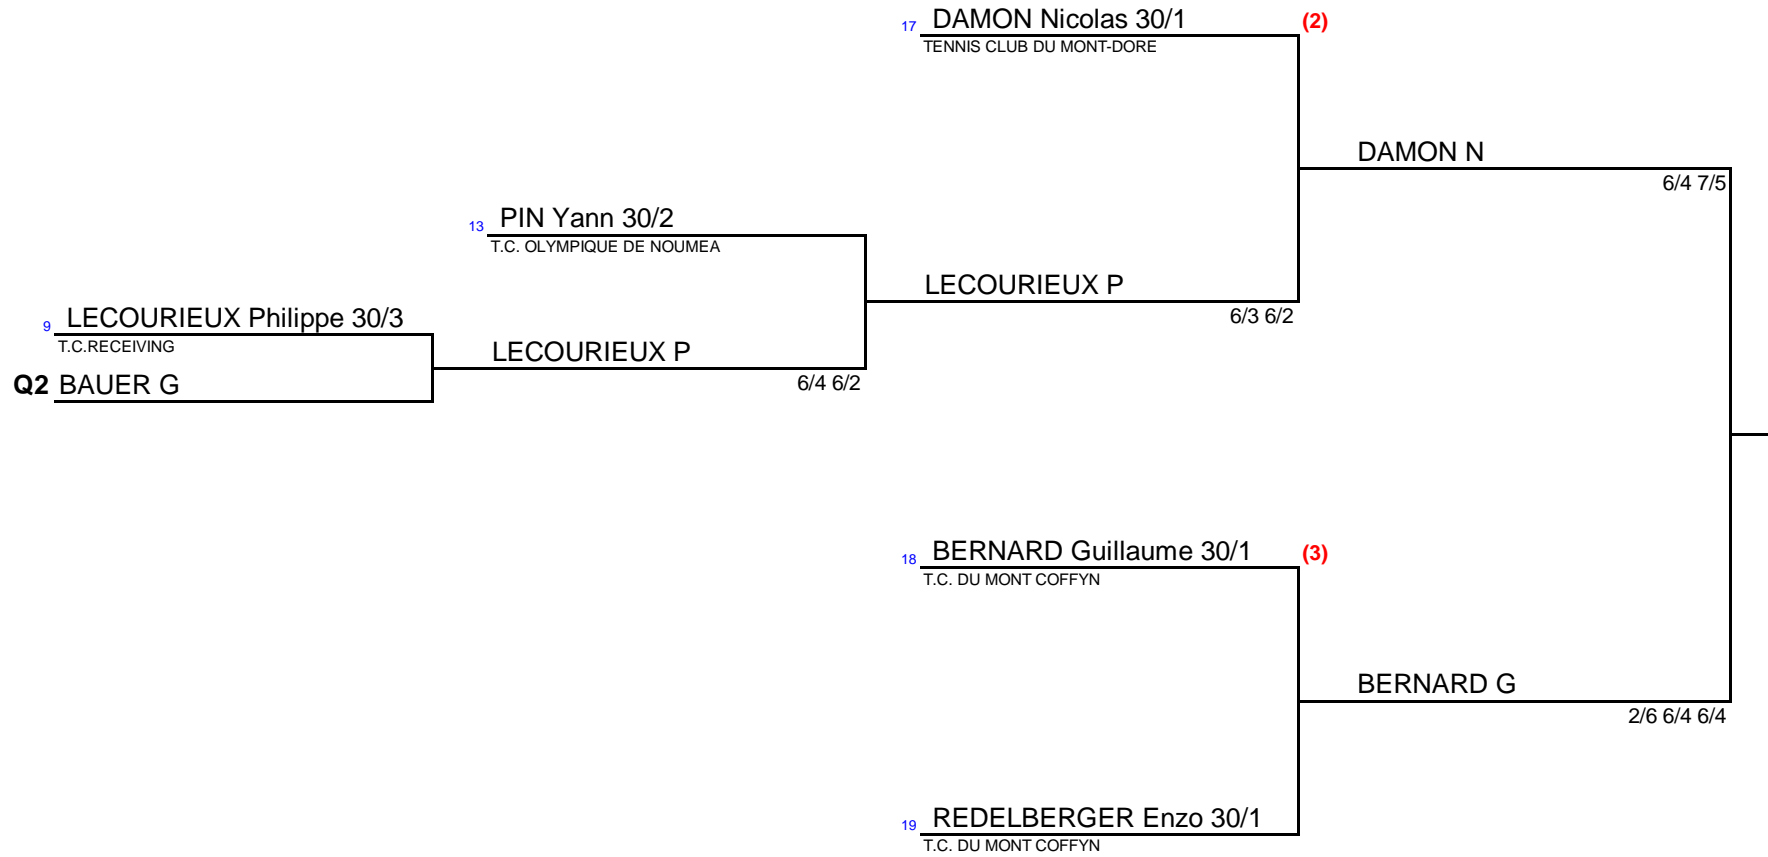 17 DAMON Nicolas 30/1 (2)
TENNIS CLUB DU MONT-DORE
DAMON N
6/4 7/5
13 PIN Yann 30/2
T.C. OLYMPIQUE DE NOUMEA
LECOURIEUX P
6/3 6/2
9 LECOURIEUX Philippe 30/3
T.C.RECEIVING
LECOURIEUX P
6/4 6/2
Q2 BAUER G
18 BERNARD Guillaume 30/1 (3)
T.C. DU MONT COFFYN
BERNARD G
2/6 6/4 6/4
19 REDELBERGER Enzo 30/1
T.C. DU MONT COFFYN